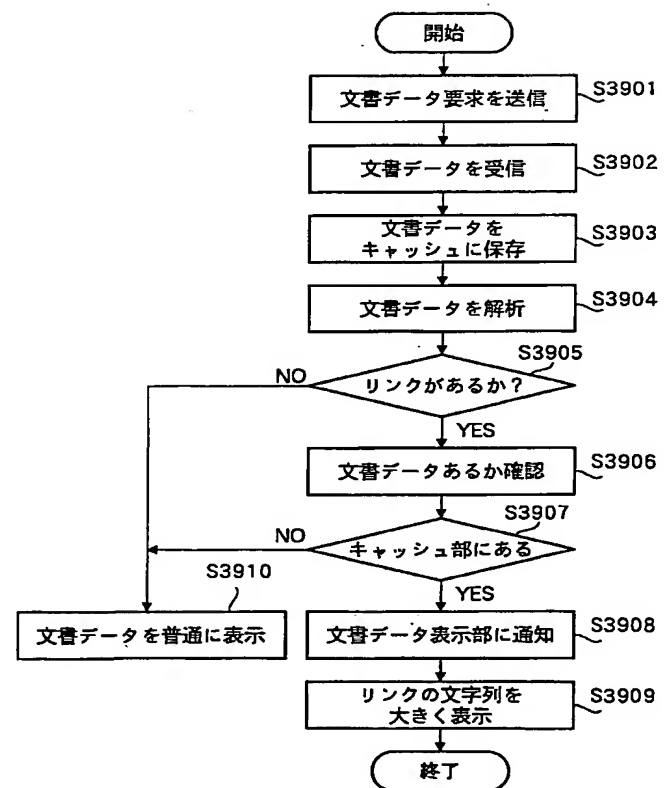 開始
文書データ要求を送信
S3901
文書データを受信
S3902
文書データを
キャッシュに保存
S3903
文書データを解析
S3904
リンクがあるか?
S3905
NO
YES
文書データあるか確認
S3906
キャッシュ部にある
S3907
NO
YES
S3910
文書データを普通に表示
文書データ表示部に通知
S3908
リンクの文字列を
大きく表示
S3909
終了